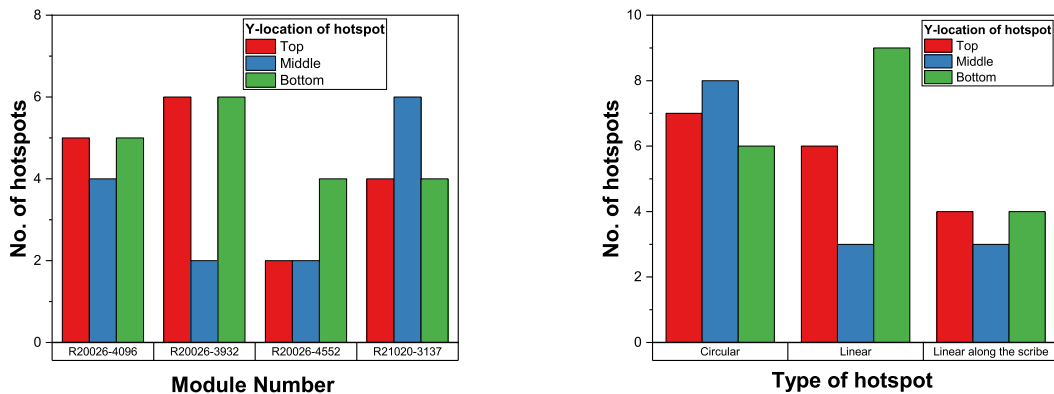 No. of hotspots
8
6
4
2
0
Y-location of hotspot
Top
Middle
Bottom
R20026-4096 R20026-3932 R20026-4552 R21020-3137
Module Number
No. of hotspots
10
8
6
4
2
0
Y-location of hotspot
Top
Middle
Bottom
Circular Linear Linear along the scribe
Type of hotspot